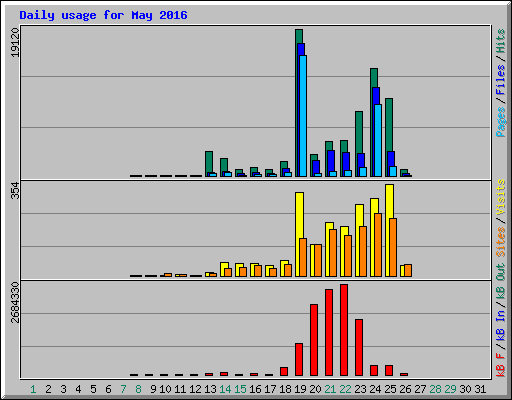 Daily usage for May 2016
19120
Pages / Files / Hits
354
Sites / Visits
2684330
kB F / kB In / kB Out
1 2 3 4 5 6 7 8 9 10 11 12 13 14 15 16 17 18 19 20 21 22 23 24 25 26 27 28 29 30 31